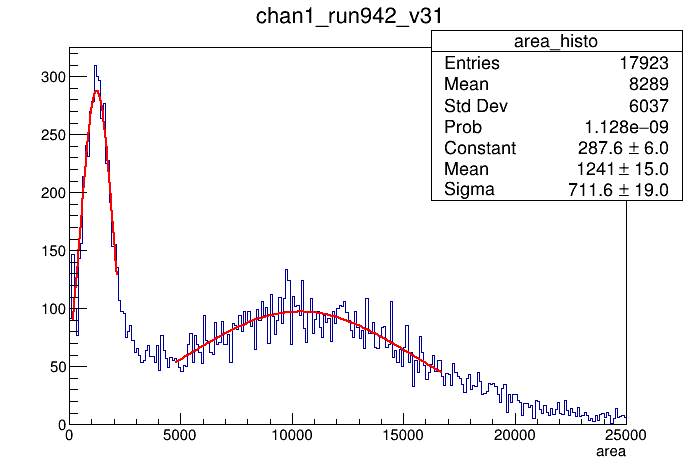 chan1_run942_v31
area_histo
Entries 17923
Mean 8289
Std Dev 6037
Prob 1.128e−09
Constant 287.6 ± 6.0
Mean 1241 ± 15.0
Sigma 711.6 ± 19.0
300
250
200
150
100
50
0
0 5000 10000 15000 20000 25000
area